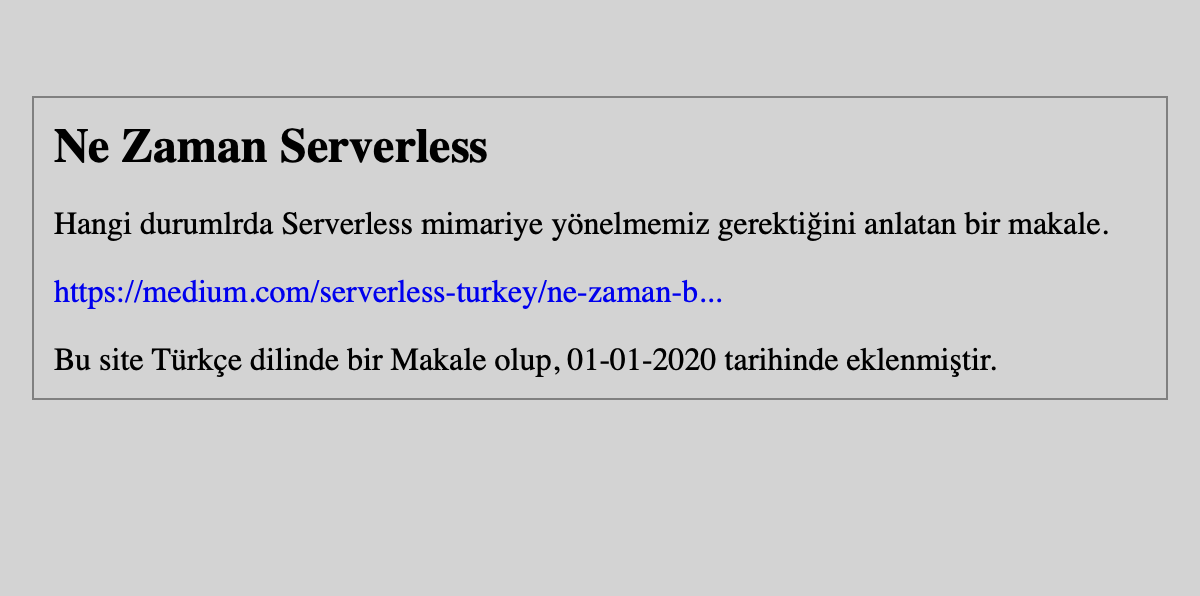 Ne Zaman Serverless
Hangi durumlrda Serverless mimariye yönelmemiz gerektiğini anlatan bir makale.
https://medium.com/serverless-turkey/ne-zaman-b...
Bu site Türkçe dilinde bir Makale olup, 01-01-2020 tarihinde eklenmiştir.